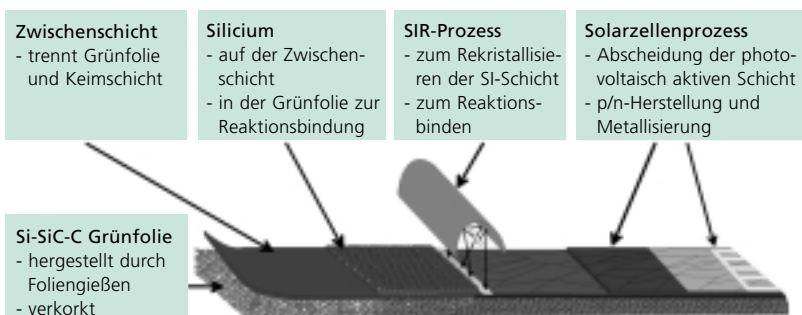 Zwischenschicht
- trennt Grünfolie
und Keimschicht
Silicium
- auf der Zwischen-
schicht
- in der Grünfolie zur
Reaktionsbindung
SIR-Prozess
- zum Rekristallisie-
ren der SI-Schicht
- zum Reaktions-
binden
Solarzellenprozess
- Abscheidung der photo-
voltaisch aktiven Schicht
- p/n-Herstellung und
Metallisierung
Si-SiC-C Grünfolie
- hergestellt durch
Foliengießen
- verkorkt